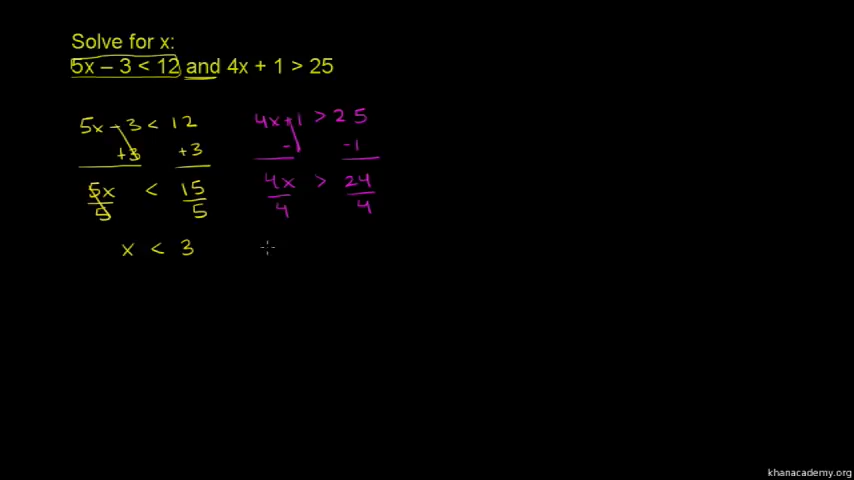 Solve for x:
5x – 3 < 12 and 4x + 1 > 25
5x - 3 < 12
4x + 1 > 25
+3 +3
-1 -1
5x < 15
5 5
4x > 24
4 4
x < 3
khanacademy.org